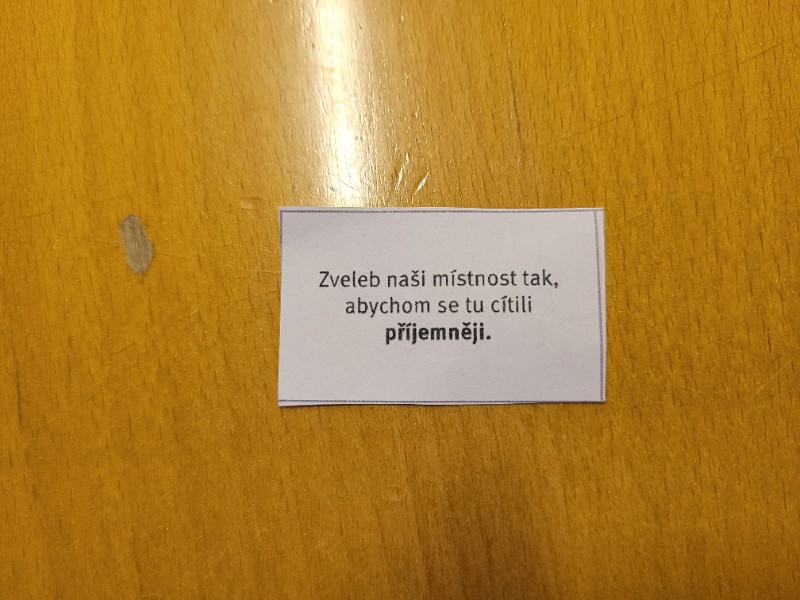 Zveleb naši místnost tak,
abychom se tu cítili
příjemněji.